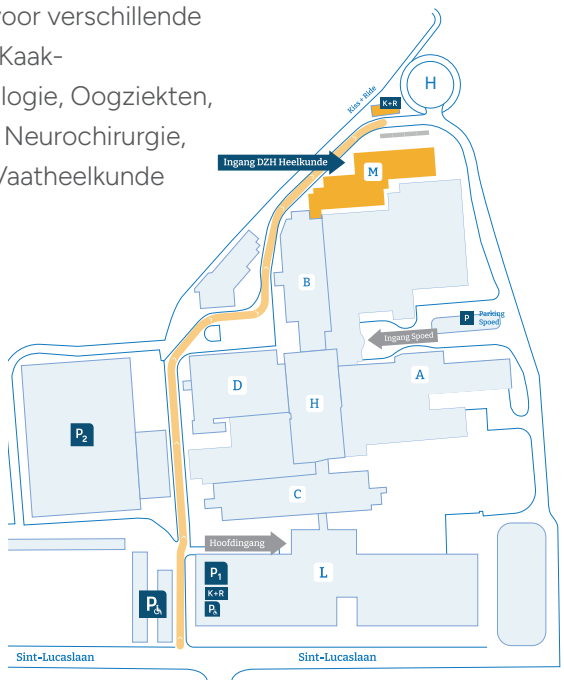 voor verschillende
Kaak-
logie, Oogziekten,
Neurochirurgie,
Vaatheelkunde
H
Kiss + Ride
K+R
Ingang DZH Heelkunde
M
B
P
Parking
Spoed
Ingang Spoed
A
D
H
P2
C
Hoofdingang
L
P1
K+R
P
P
Sint-Lucaslaan
Sint-Lucaslaan